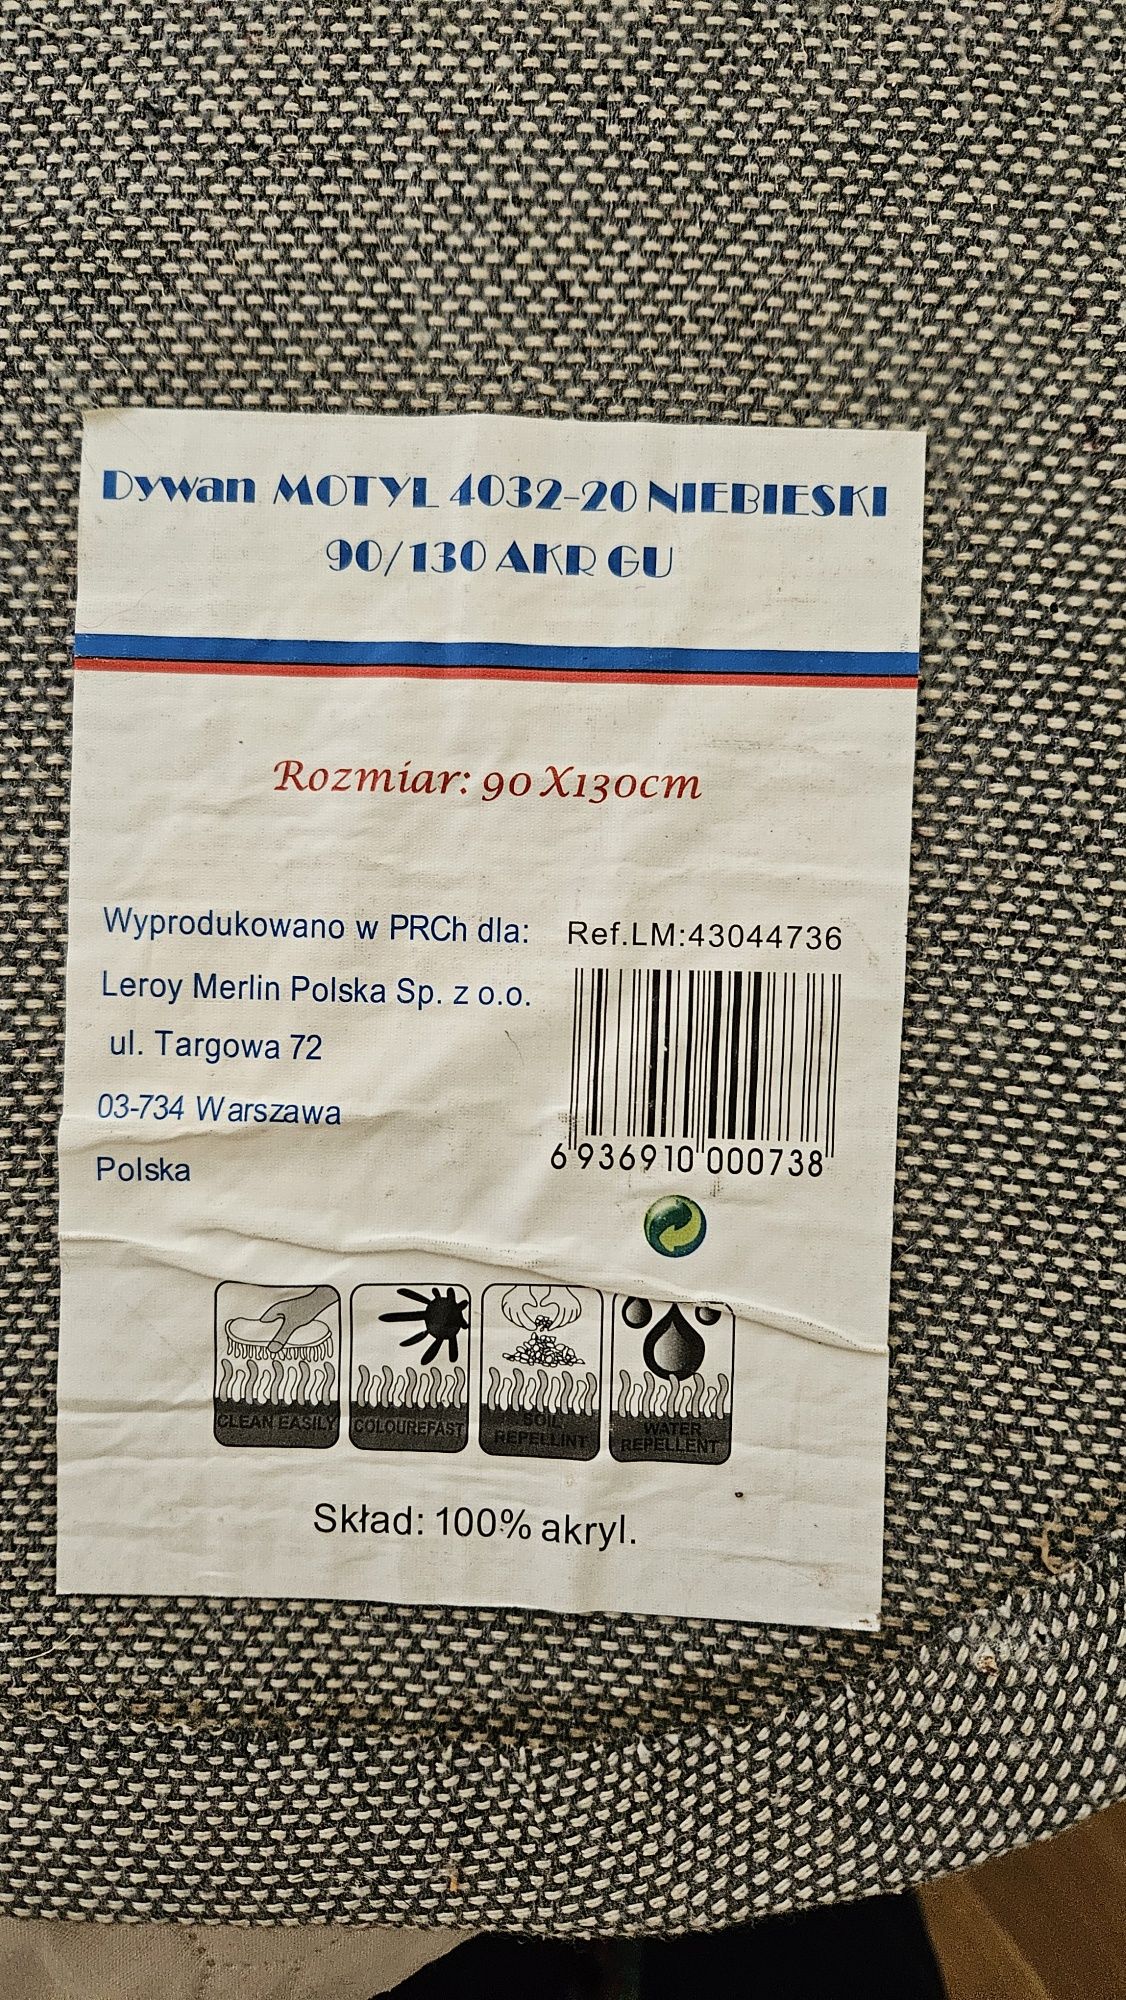 Dywan MOTYL 4032-20 NIEBIESKI
90/130 AKR GU
Rozmiar: 90 X130cm
Wyprodukowano w PRCh dla:
Leroy Merlin Polska Sp. z o.o.
ul. Targowa 72
03-734 Warszawa
Polska
Ref.LM:43044736
6 936910 000738
CLEAN EASILY
COLOUREFAST
SOIL
REPELLINT
WATER
REPELLENT
Skład: 100% akryl.